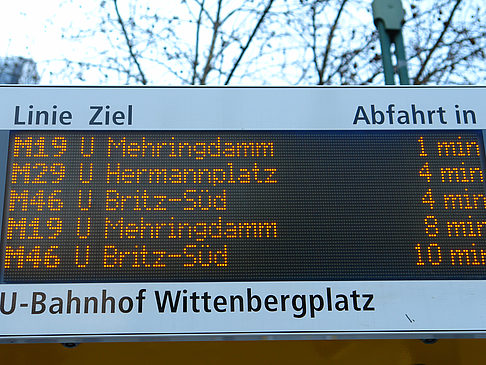 Linie Ziel Abfahrt in
M19 U Mehringdamm 1 min
M29 U Hermannplatz 4 min
M46 U Britz-Süd 4 min
M19 U Mehringdamm 8 min
M46 U Britz-Süd 10 min
U-Bahnhof Wittenbergplatz